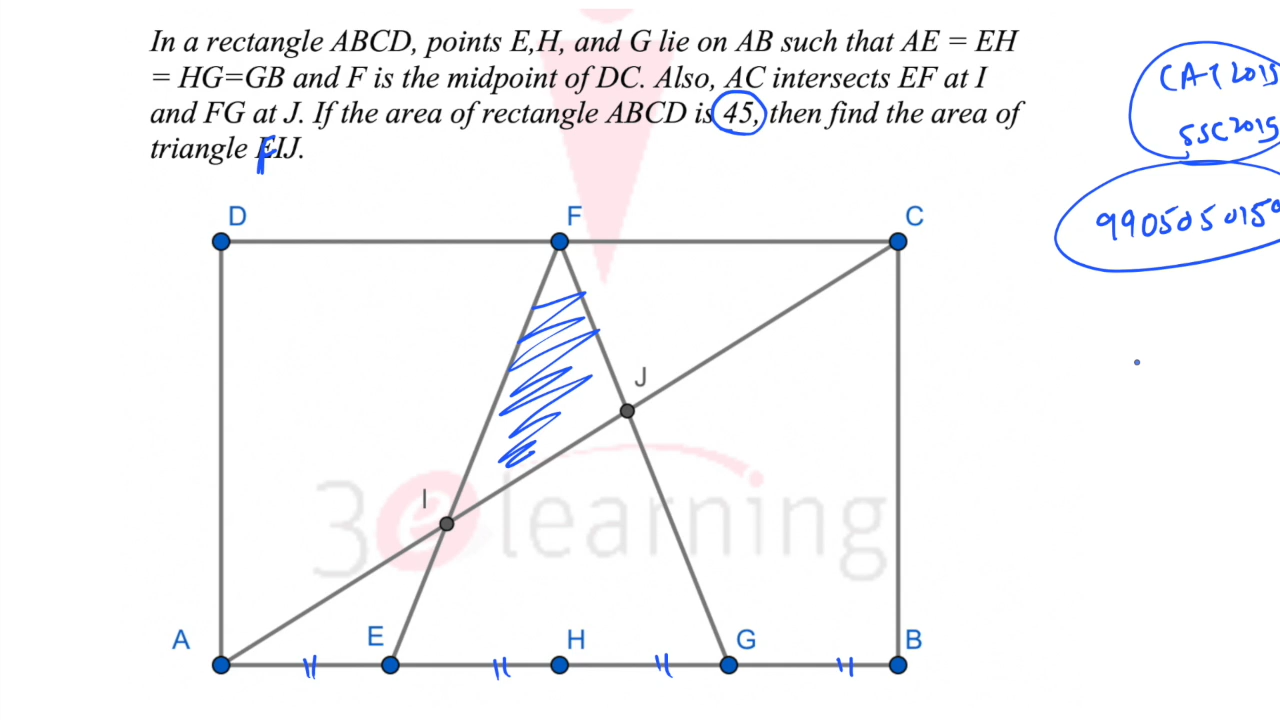 In a rectangle ABCD, points E,H, and G lie on AB such that AE = EH
= HG=GB and F is the midpoint of DC. Also, AC intersects EF at I
and FG at J. If the area of rectangle ABCD is 45, then find the area of
triangle FIJ.
CAT 2015
SSC 2015
9905050150
D F C
J
I
3elearning
A E H G B